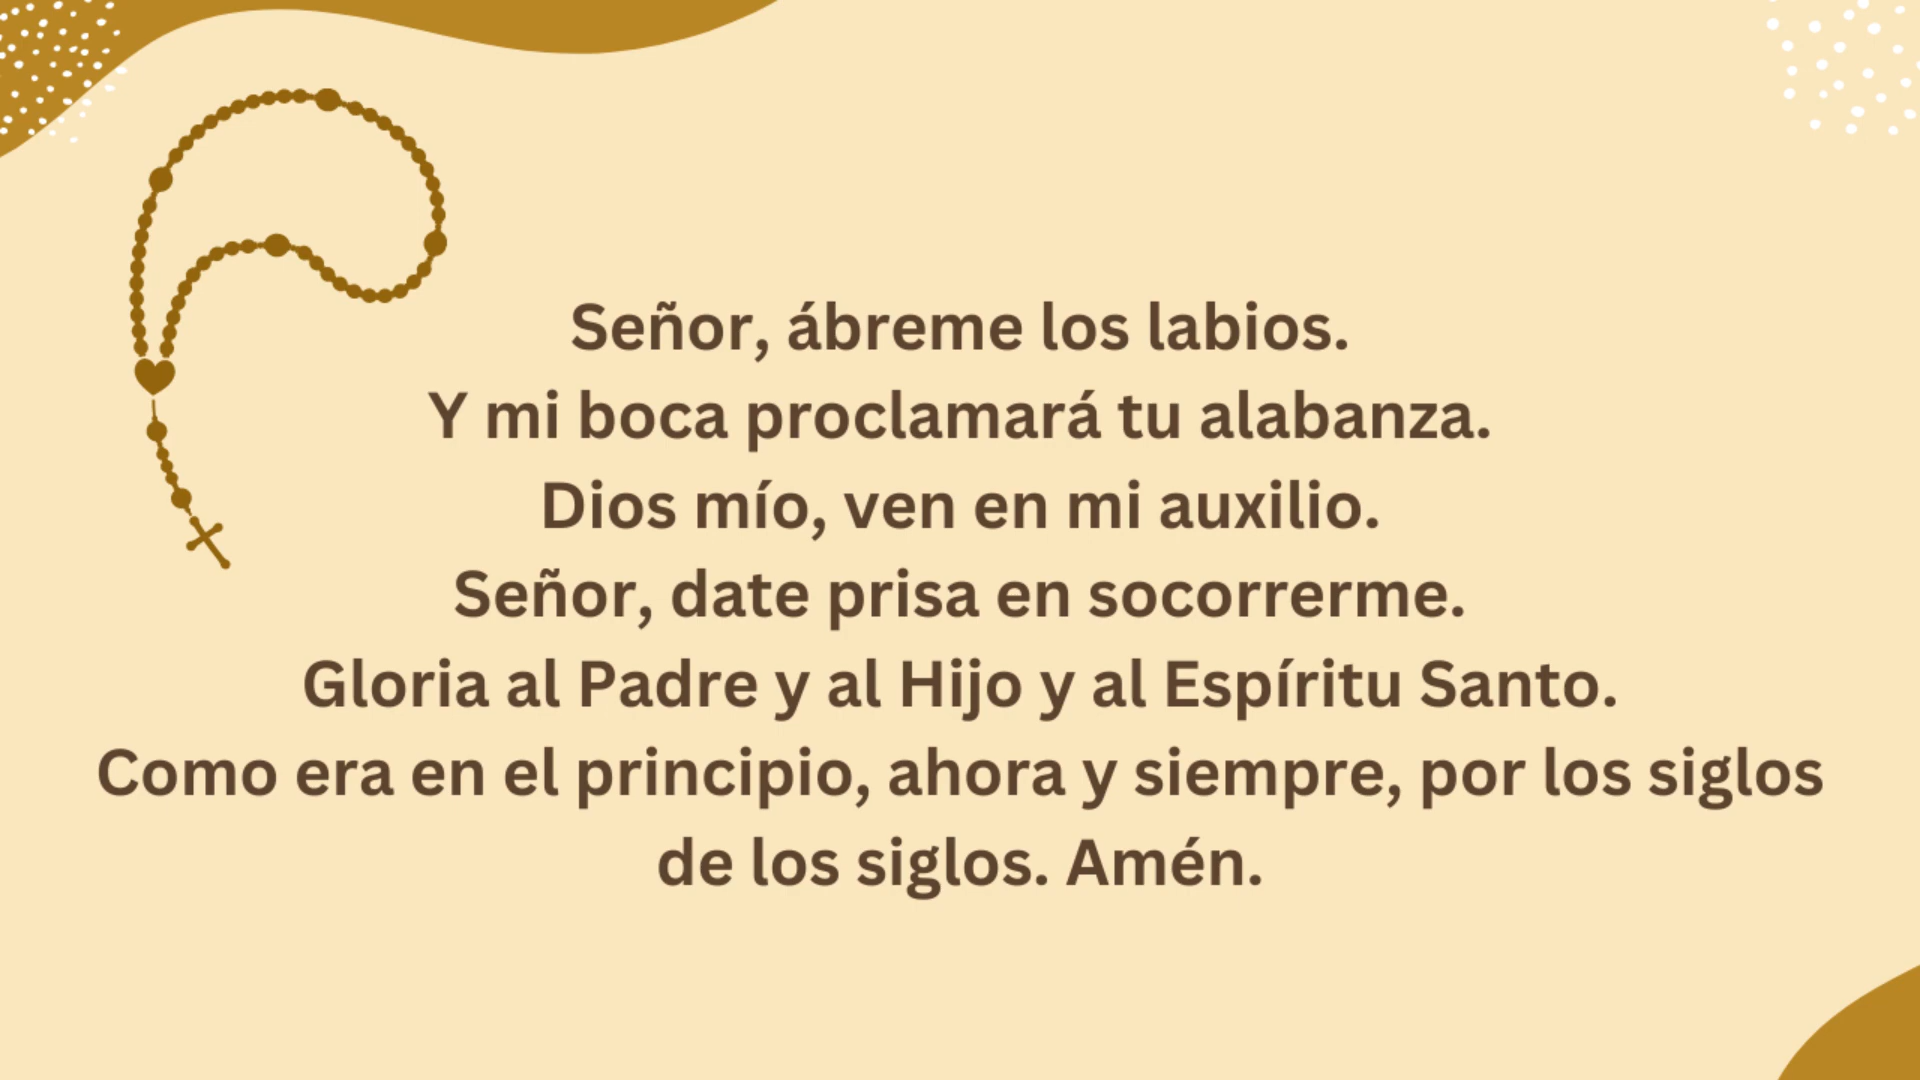 Señor, ábreme los labios.
Y mi boca proclamará tu alabanza.
Dios mío, ven en mi auxilio.
Señor, date prisa en socorrerme.
Gloria al Padre y al Hijo y al Espíritu Santo.
Como era en el principio, ahora y siempre, por los siglos
de los siglos. Amén.